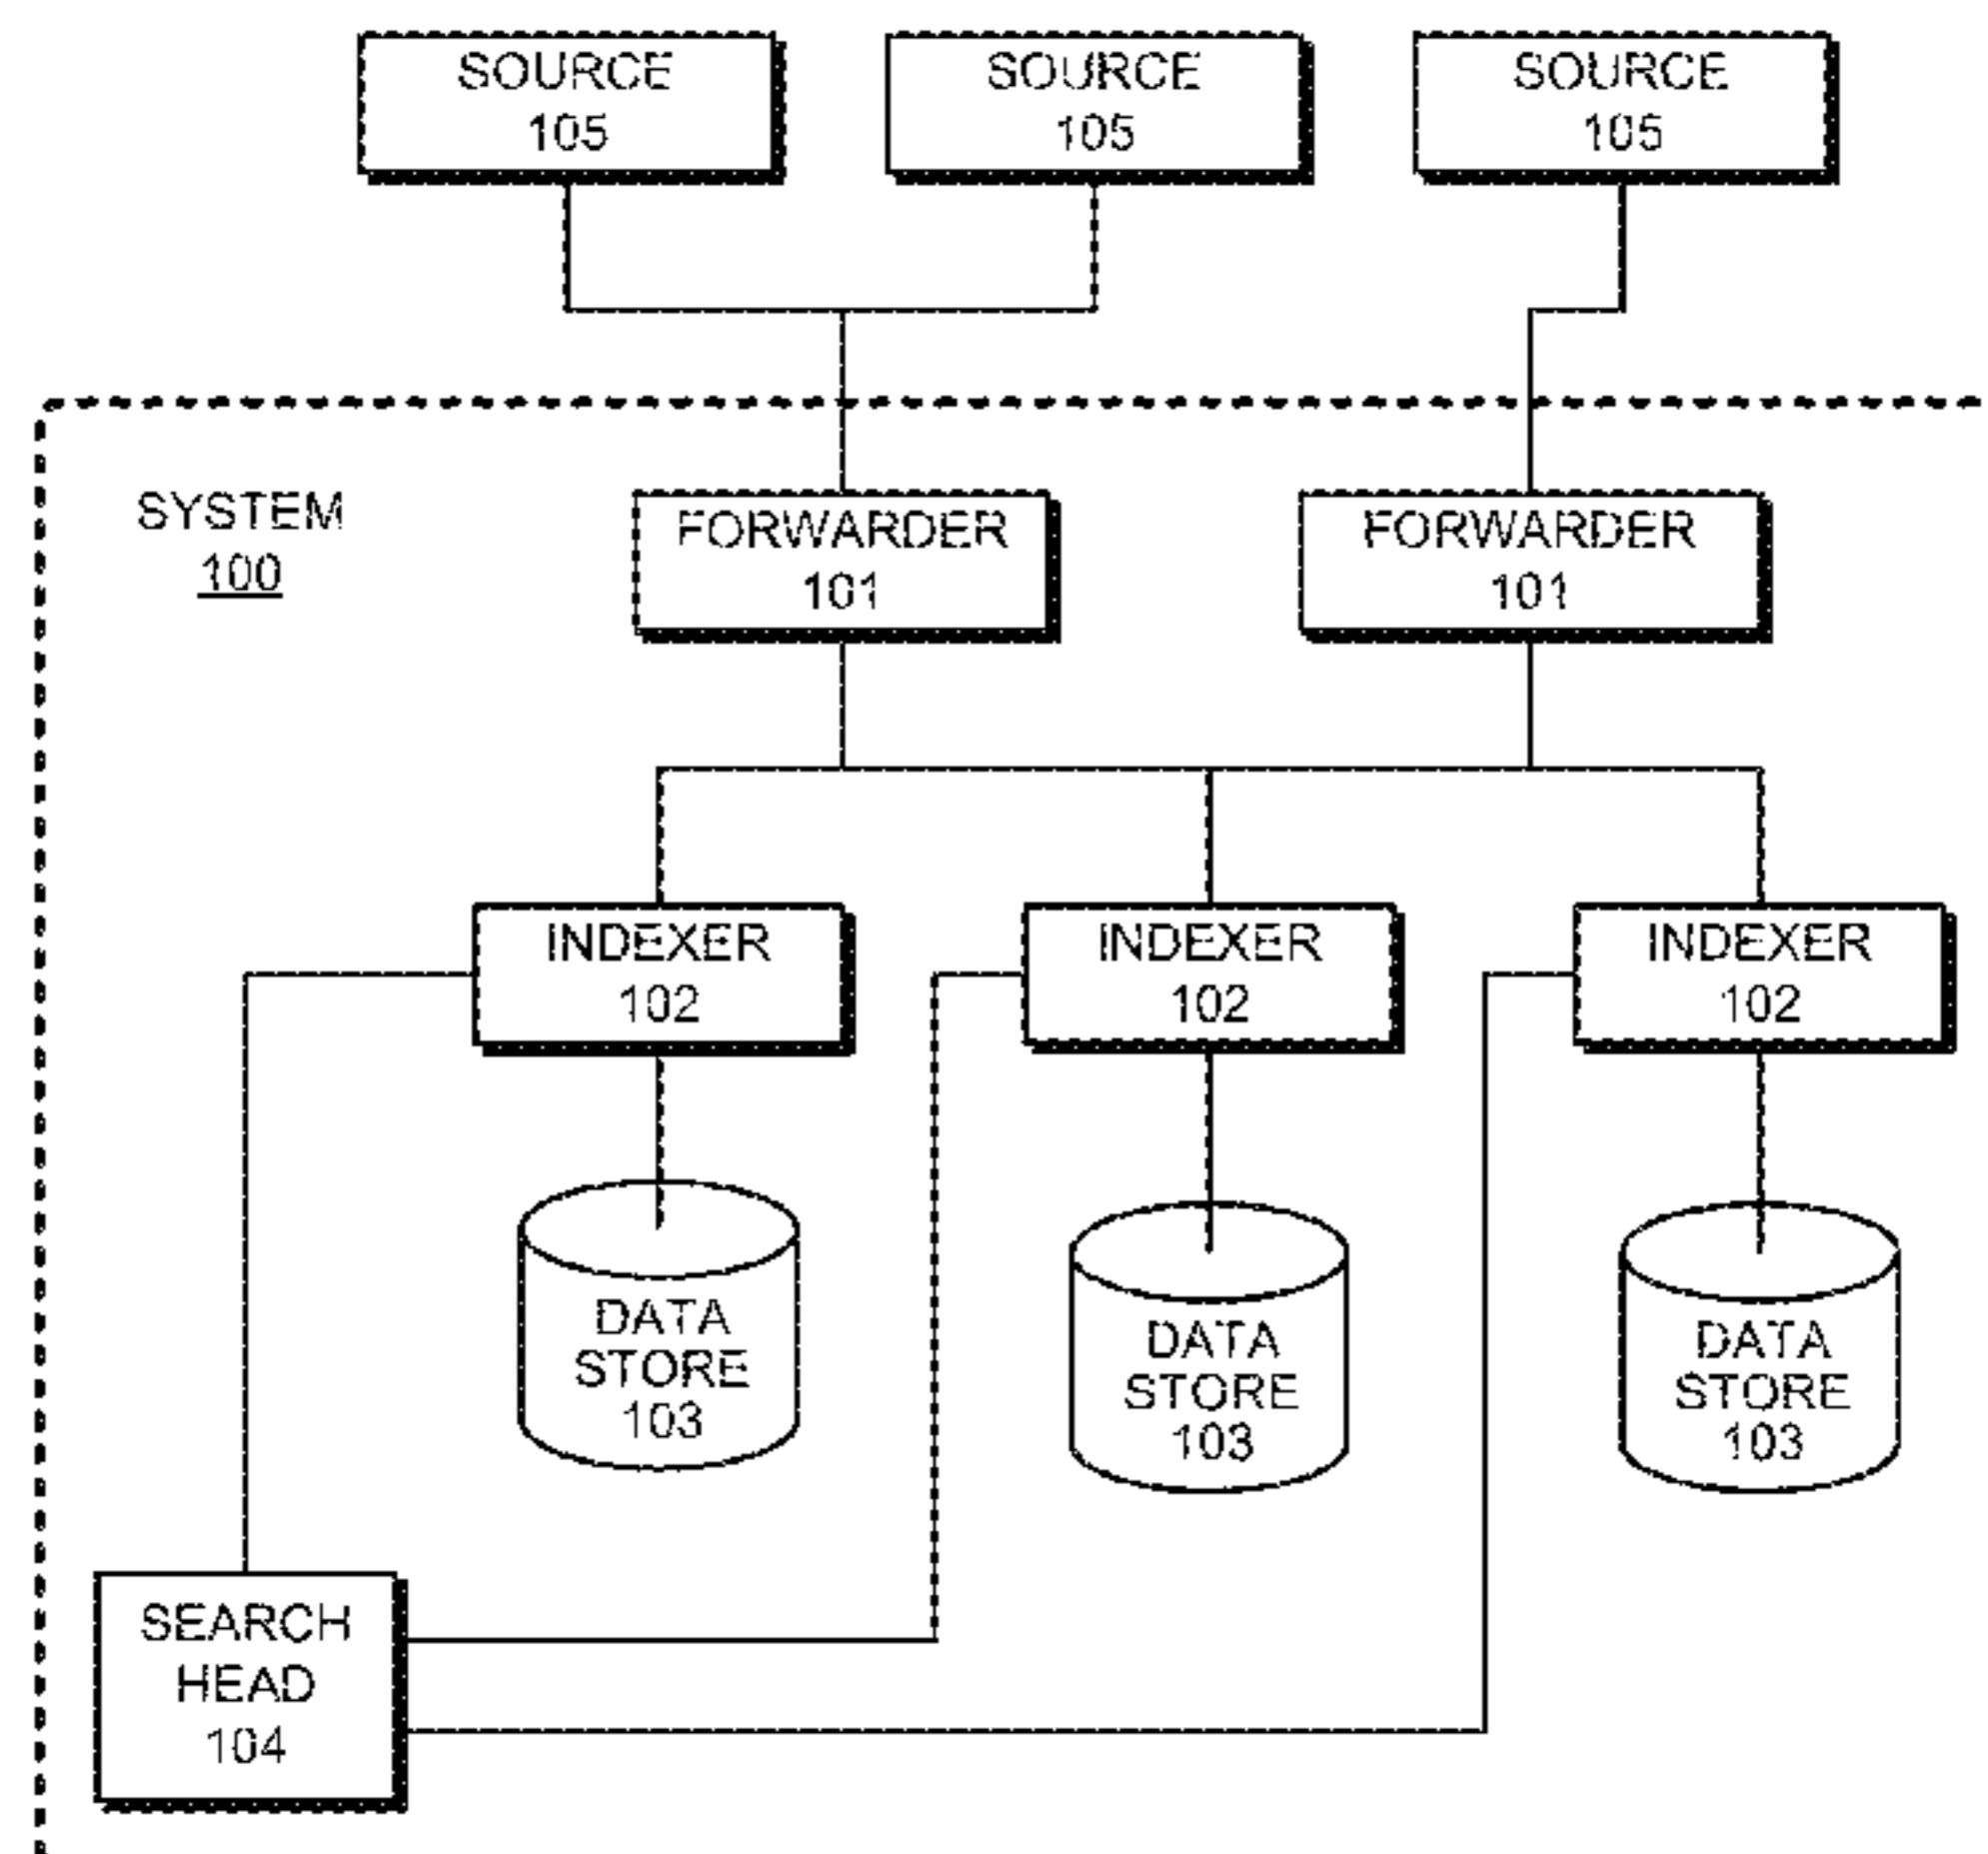 SOURCE
105
SOURCE
105
SOURCE
105
SYSTEM
100
FORWARDER
101
FORWARDER
101
INDEXER
102
INDEXER
102
INDEXER
102
DATA
STORE
103
DATA
STORE
103
DATA
STORE
103
SEARCH
HEAD
104